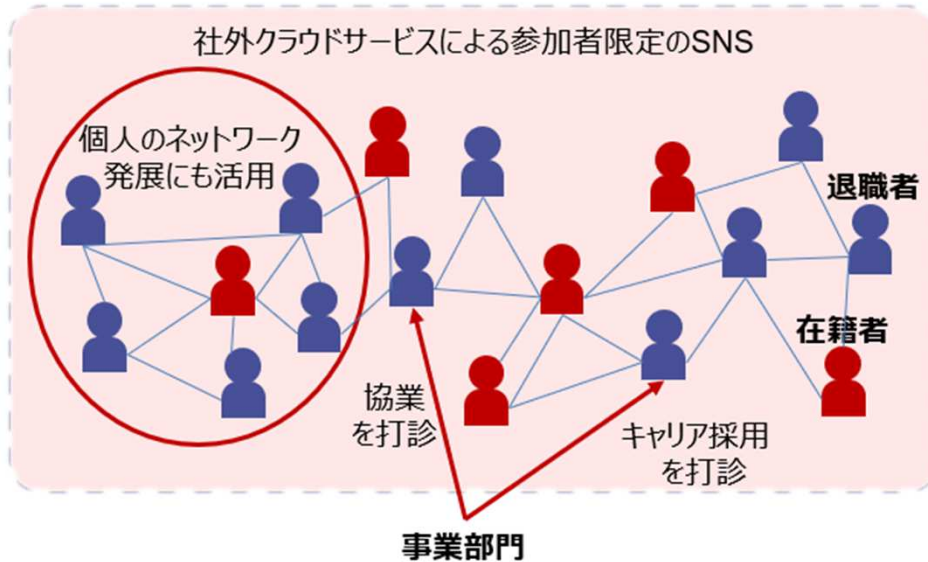 社外クラウドサービスによる参加者限定のSNS
個人のネットワーク
発展にも活用
退職者
在籍者
協業
を打診
キャリア採用
を打診
事業部門